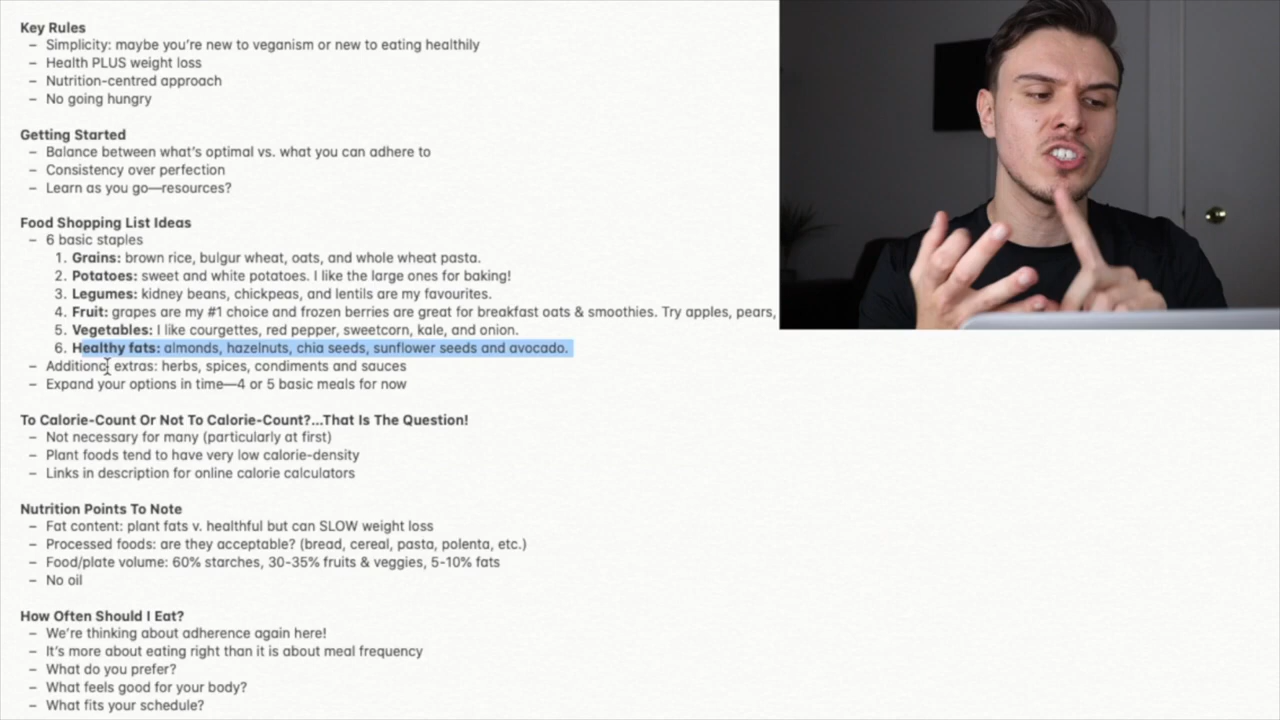 Key Rules
– Simplicity: maybe you're new to veganism or new to eating healthily
– Health PLUS weight loss
– Nutrition-centred approach
– No going hungry
Getting Started
– Balance between what's optimal vs. what you can adhere to
– Consistency over perfection
– Learn as you go—resources?
Food Shopping List Ideas
– 6 basic staples
1. Grains: brown rice, bulgur wheat, oats, and whole wheat pasta.
2. Potatoes: sweet and white potatoes. I like the large ones for baking!
3. Legumes: kidney beans, chickpeas, and lentils are my favourites.
4. Fruit: grapes are my #1 choice and frozen berries are great for breakfast oats & smoothies. Try apples, pears,
5. Vegetables: I like courgettes, red pepper, sweetcorn, kale, and onion.
6. Healthy fats: almonds, hazelnuts, chia seeds, sunflower seeds and avocado.
– Additional extras: herbs, spices, condiments and sauces
– Expand your options in time—4 or 5 basic meals for now
To Calorie-Count Or Not To Calorie-Count?...That Is The Question!
– Not necessary for many (particularly at first)
– Plant foods tend to have very low calorie-density
– Links in description for online calorie calculators
Nutrition Points To Note
– Fat content: plant fats v. healthful but can SLOW weight loss
– Processed foods: are they acceptable? (bread, cereal, pasta, polenta, etc.)
– Food/plate volume: 60% starches, 30-35% fruits & veggies, 5-10% fats
– No oil
How Often Should I Eat?
– We're thinking about adherence again here!
– It's more about eating right than it is about meal frequency
– What do you prefer?
– What feels good for your body?
– What fits your schedule?